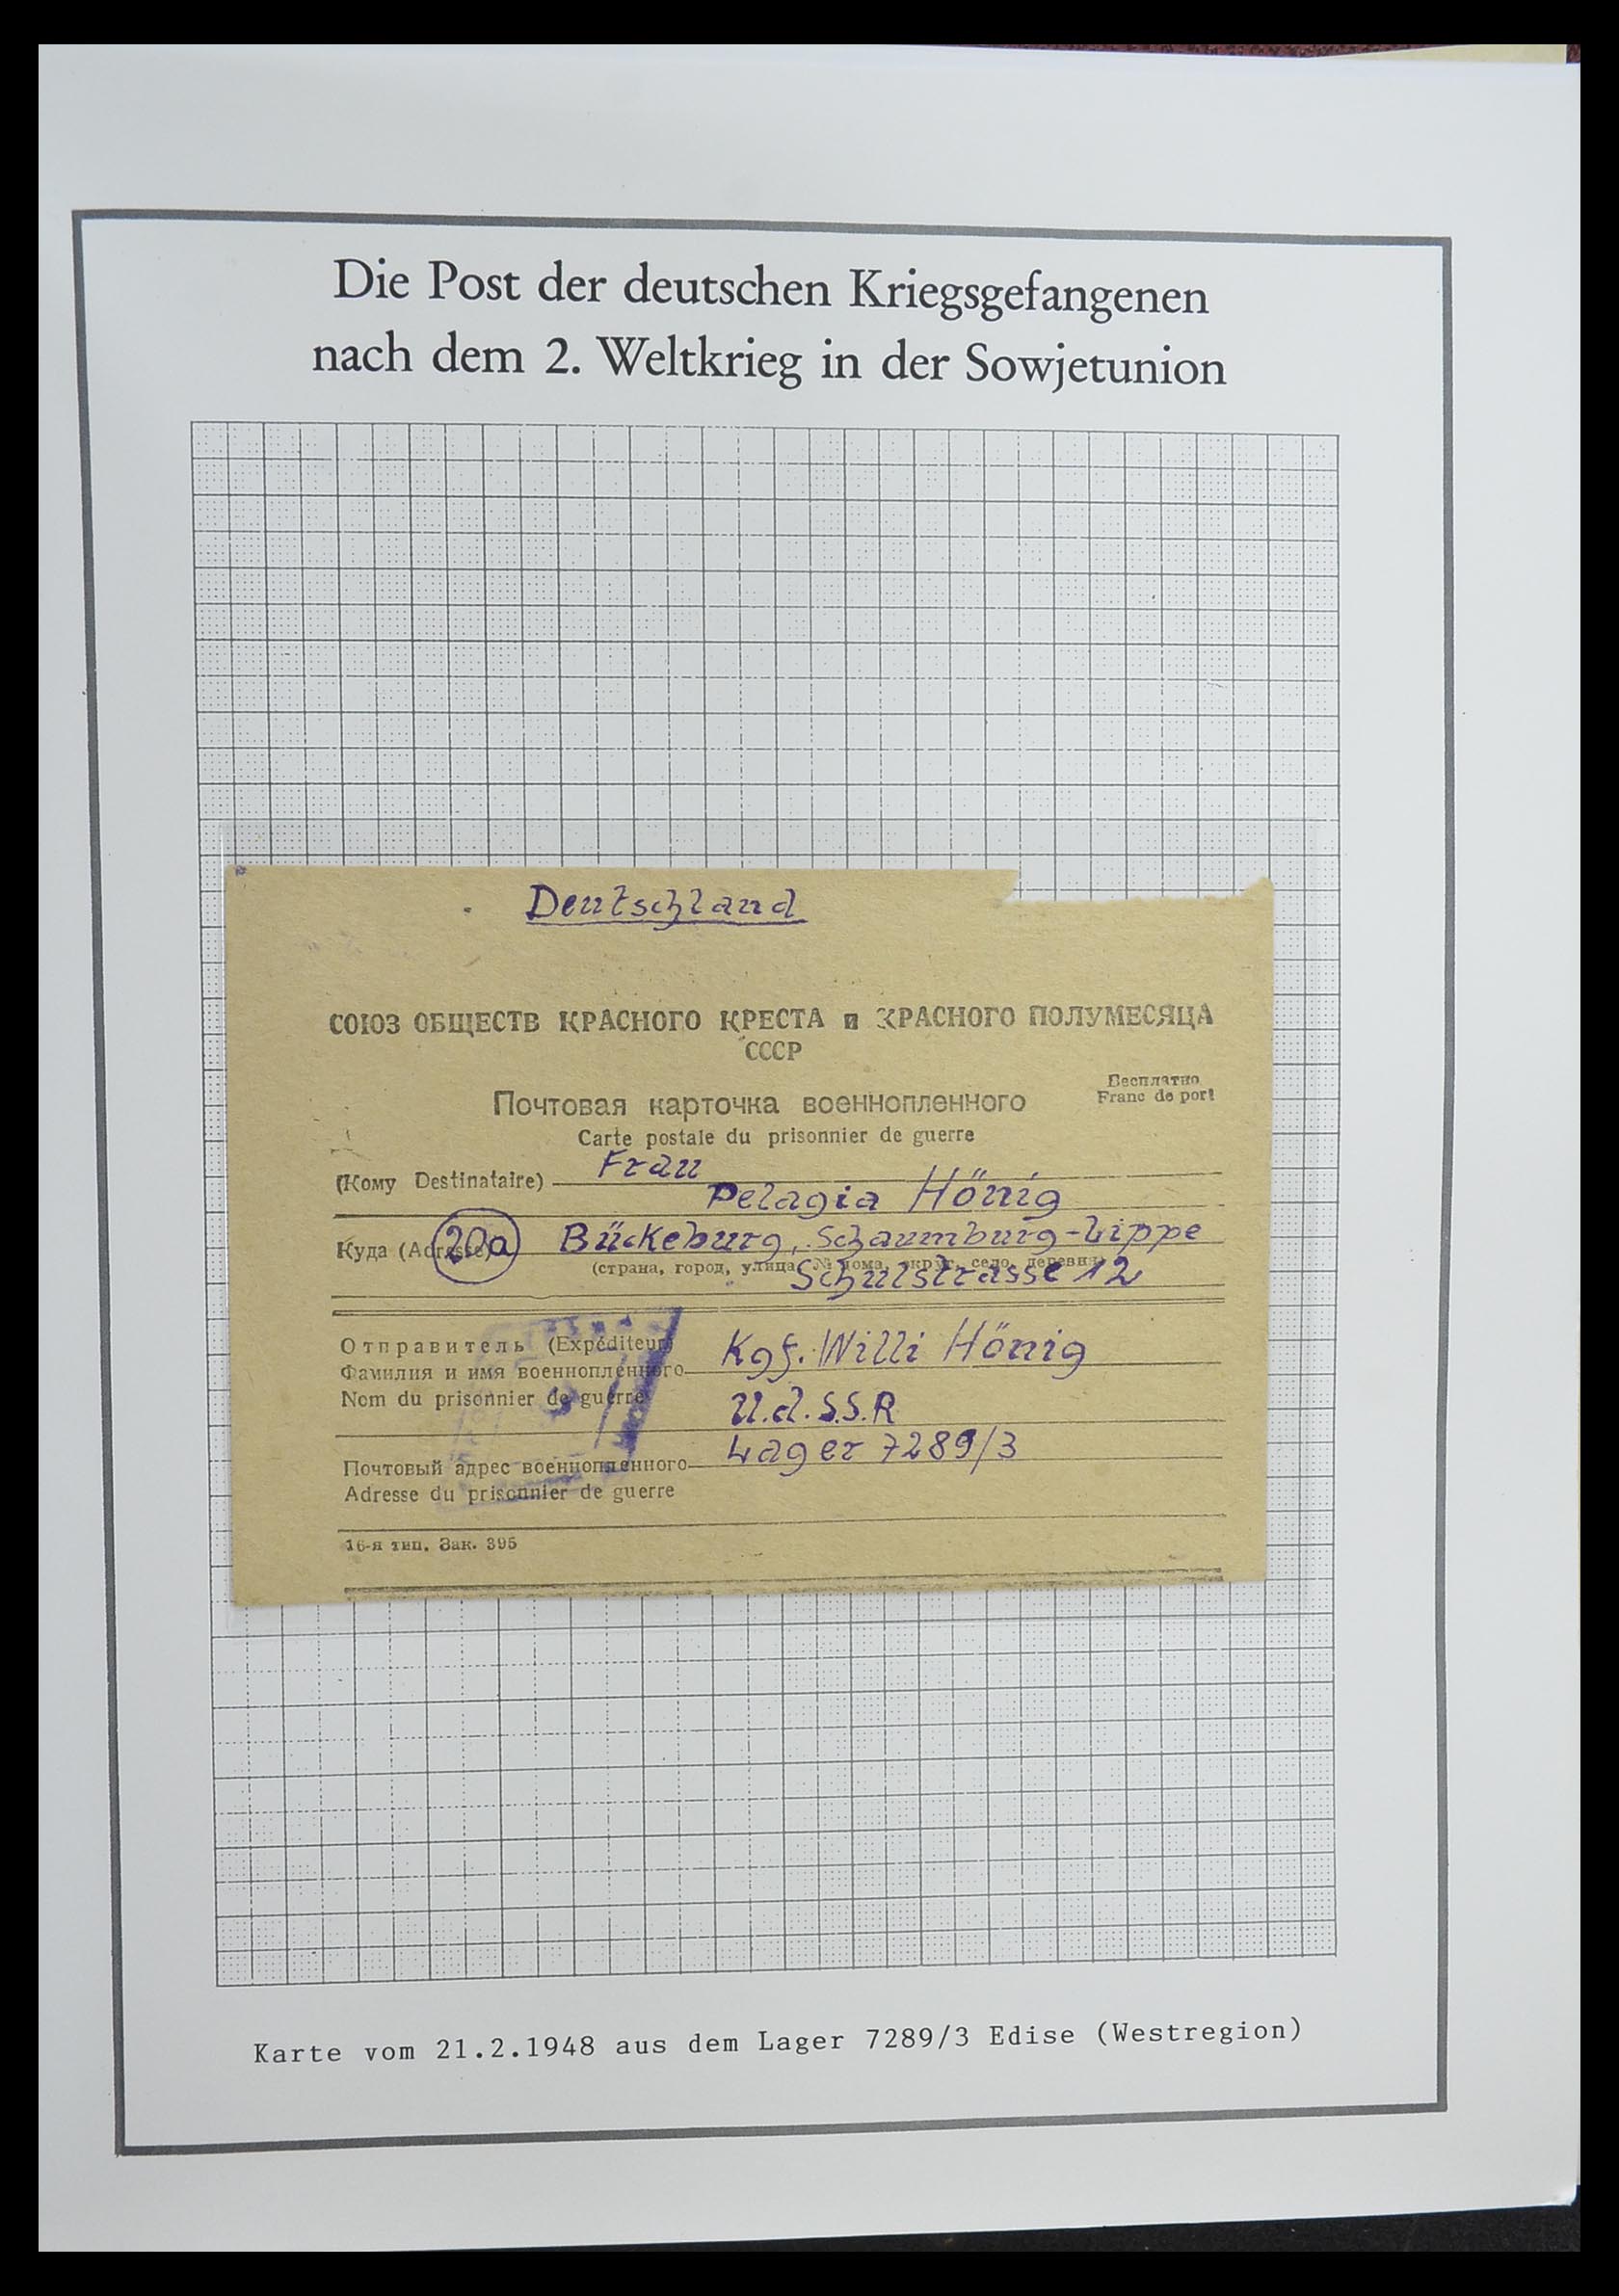 Die Post der deutschen Kriegsgefangenen
nach dem 2. Weltkrieg in der Sowjetunion
Deutschland
СОЮЗ ОБЩЕСТВ КРАСНОГО КРЕСТА и КРАСНОГО ПОЛУМЕСЯЦА
СССР
Бесплатно
Franc de port
Почтовая карточка военнопленного
Carte postale du prisonnier de guerre
Frau
(Кому Destinataire)
Pelagia Hönig
Куда (Adresse) 20a Bückeburg, Schaumburg-Lippe
(страна, город, улица, № дома, округ, село, деревня)
Schulstrasse 12
Отправитель (Expéditeur)
Фамилия и имя военнопленного Kgf. Willi Hönig
Nom du prisonnier de guerre
U.d.S.S.R
Lager 7289/3
Почтовый адрес военнопленного
Adresse du prisonnier de guerre
16-я тип. Зак. 395
Karte vom 21.2.1948 aus dem Lager 7289/3 Edise (Westregion)